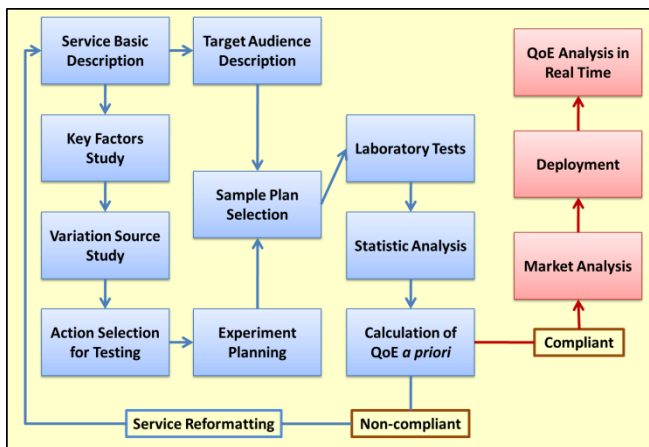 Service Basic
Description
Target Audience
Description
Key Factors
Study
Variation Source
Study
Action Selection
for Testing
Experiment
Planning
Sample Plan
Selection
Laboratory Tests
Statistic Analysis
Calculation of
QoE a priori
Non-compliant
Service Reformatting
Compliant
Market Analysis
Deployment
QoE Analysis in
Real Time